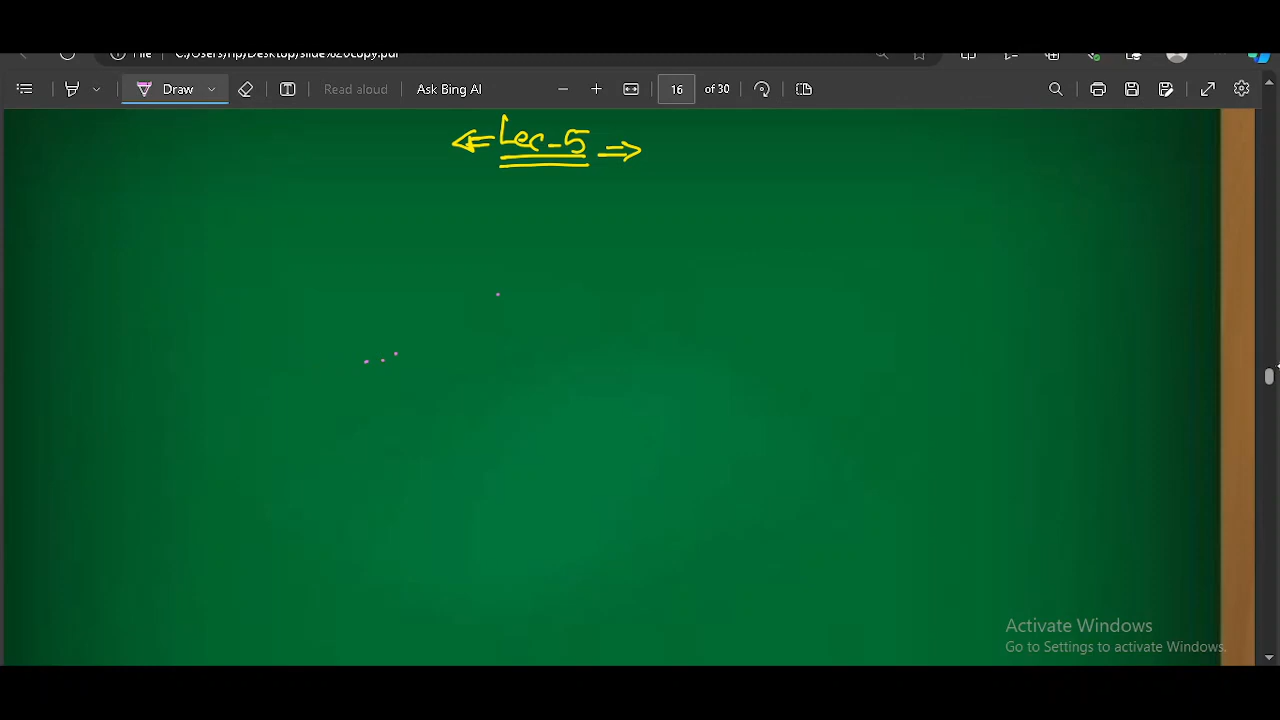 File C:/Users/hp/Desktop/slide%20copy.pdf
Draw Read aloud Ask Bing AI 16 of 30
Lec-5
Activate Windows
Go to Settings to activate Windows.